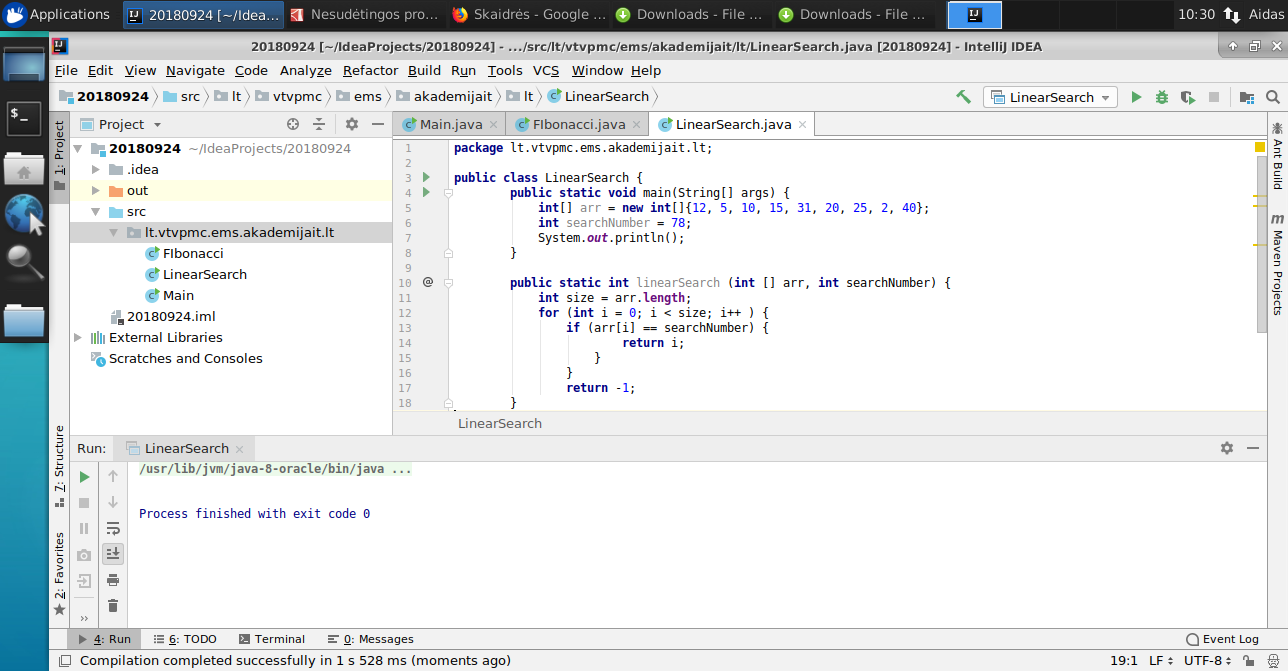 Applications 20180924 [~/Idea... Nesudėtingos pro... Skaidrės - Google ... Downloads - File ... Downloads - File ... 10:30 Aidas
20180924 [~/IdeaProjects/20180924] - .../src/lt/vtvpmc/ems/akademijait/lt/LinearSearch.java [20180924] - IntelliJ IDEA
File Edit View Navigate Code Analyze Refactor Build Run Tools VCS Window Help
20180924 src lt vtvpmc ems akademijait lt LinearSearch LinearSearch
1: Project
Project
20180924 ~/IdeaProjects/20180924
.idea
out
src
lt.vtvpmc.ems.akademijait.lt
FIbonacci
LinearSearch
Main
20180924.iml
External Libraries
Scratches and Consoles
Main.java FIbonacci.java LinearSearch.java
1 package lt.vtvpmc.ems.akademijait.lt;
2
3 public class LinearSearch {
4 public static void main(String[] args) {
5 int[] arr = new int[]{12, 5, 10, 15, 31, 20, 25, 2, 40};
6 int searchNumber = 78;
7 System.out.println();
8 }
9
10 @ public static int linearSearch (int [] arr, int searchNumber) {
11 int size = arr.length;
12 for (int i = 0; i < size; i++ ) {
13 if (arr[i] == searchNumber) {
14 return i;
15 }
16 }
17 return -1;
18 }
LinearSearch
Ant Build
Maven Projects
7: Structure
2: Favorites
Run: LinearSearch
/usr/lib/jvm/java-8-oracle/bin/java ...
Process finished with exit code 0
4: Run 6: TODO Terminal 0: Messages Event Log
Compilation completed successfully in 1 s 528 ms (moments ago) 19:1 LF UTF-8